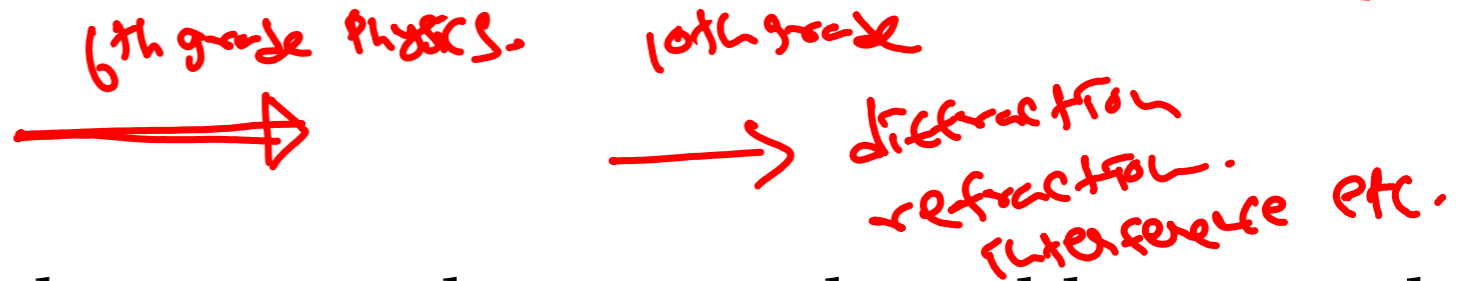 6th grade Physics. 10th grade
diffraction
refraction.
interference etc.